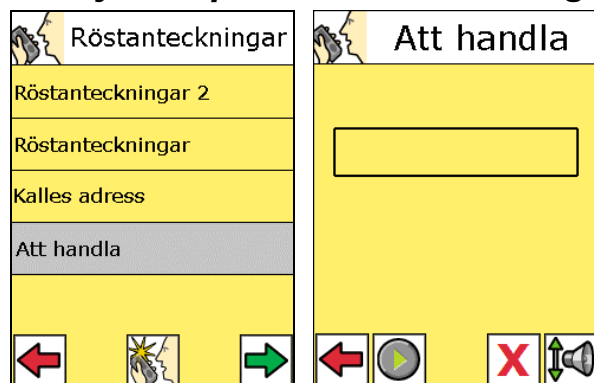 Röstanteckningar
Röstanteckningar 2
Röstanteckningar
Kalles adress
Att handla
Att handla
X